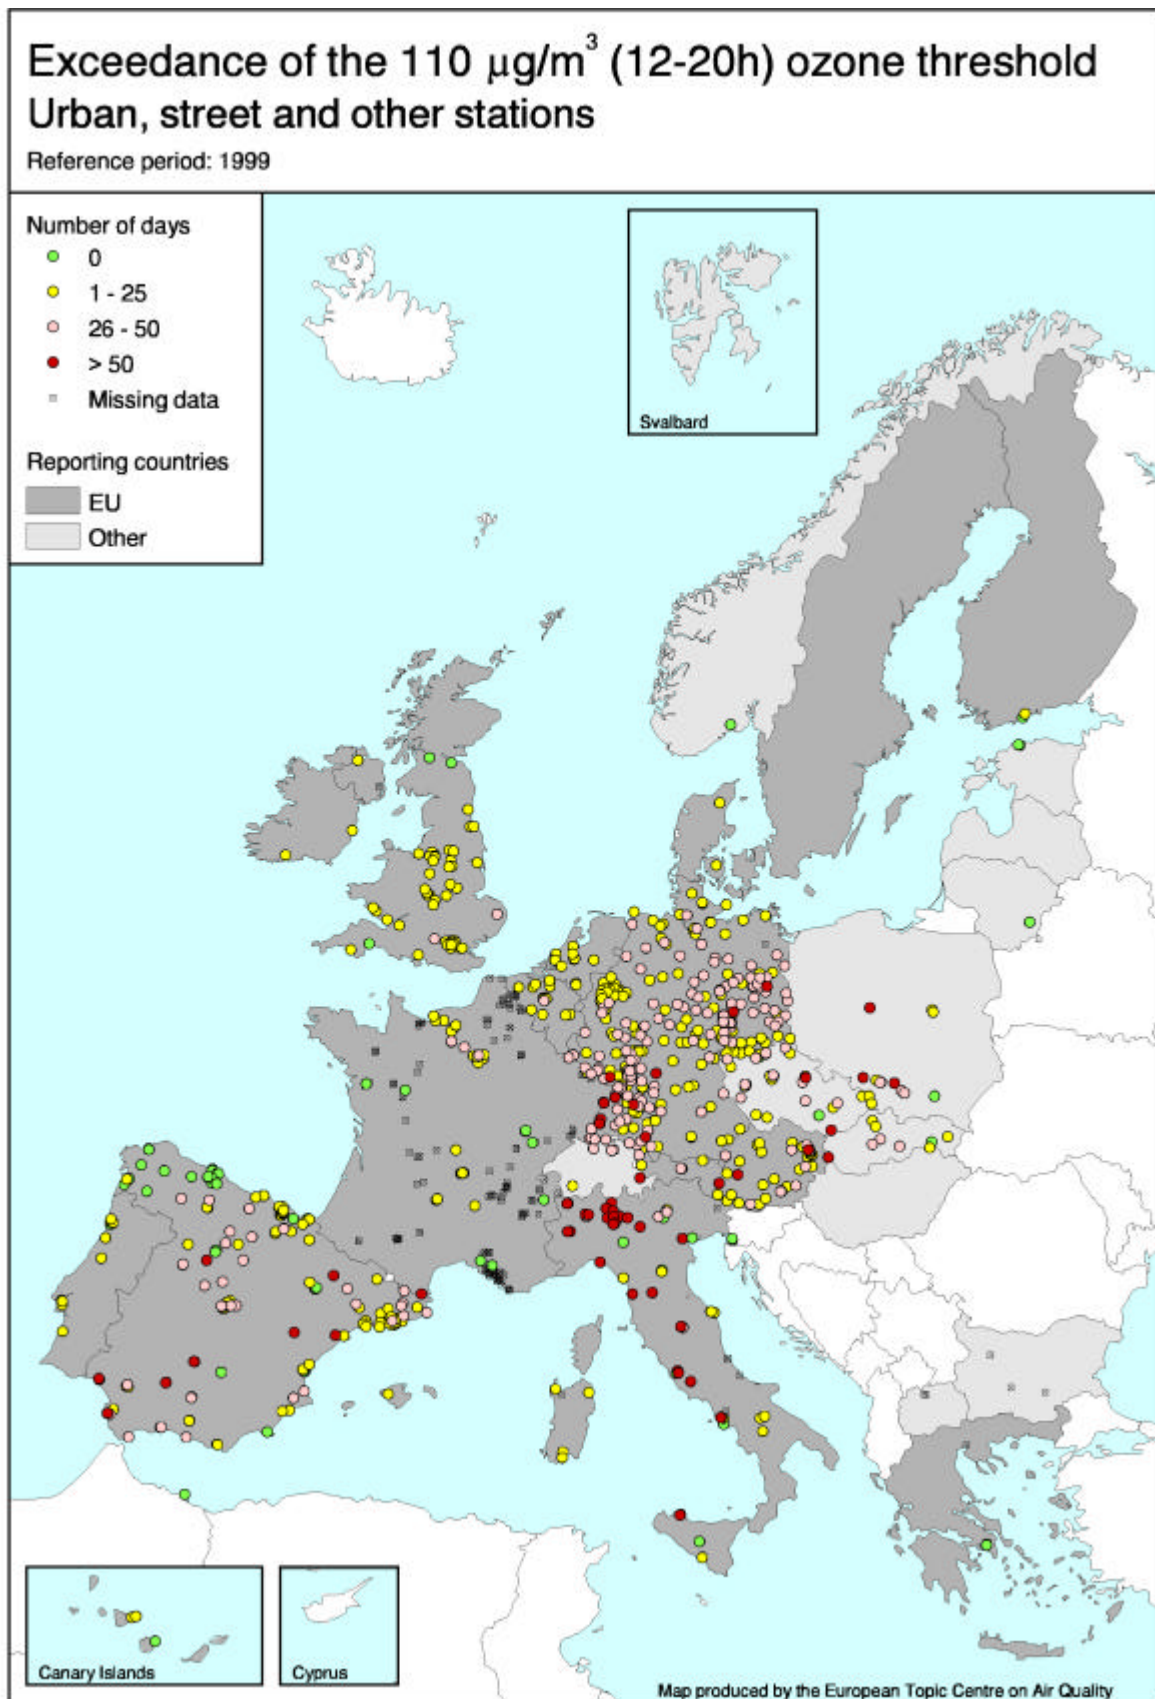 Exceedance of the 110 µg/m³ (12-20h) ozone threshold
Urban, street and other stations
Reference period: 1999
Number of days
0
1 - 25
26 - 50
> 50
Missing data
Reporting countries
EU
Other
Svalbard
Canary Islands
Cyprus
Map produced by the European Topic Centre on Air Quality